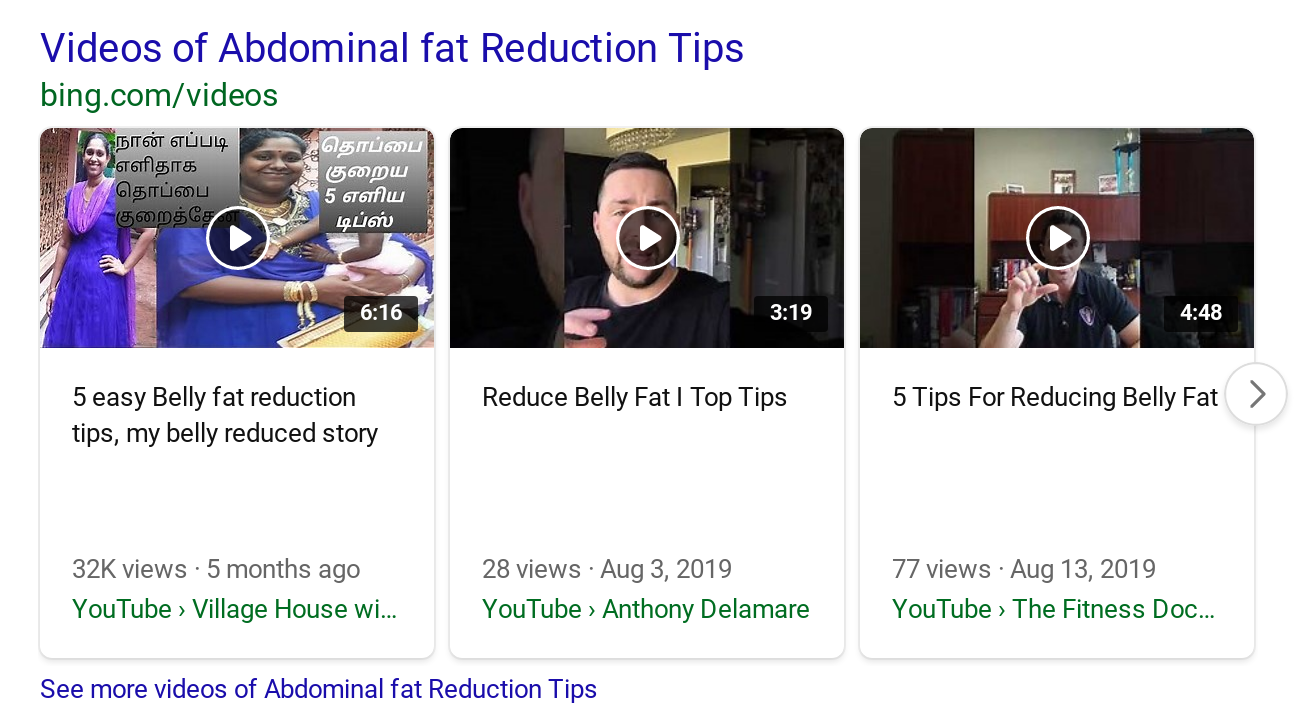 Videos of Abdominal fat Reduction Tips
bing.com/videos
நான் எப்படி
எளிதாக
தொப்பை
குறைத்தேன்
தொப்பை
குறைய
5 எளிய
டிப்ஸ்
6:16
3:19
4:48
5 easy Belly fat reduction
tips, my belly reduced story
Reduce Belly Fat I Top Tips
5 Tips For Reducing Belly Fat
32K views · 5 months ago
28 views · Aug 3, 2019
77 views · Aug 13, 2019
YouTube › Village House wi...
YouTube › Anthony Delamare
YouTube › The Fitness Doc...
See more videos of Abdominal fat Reduction Tips